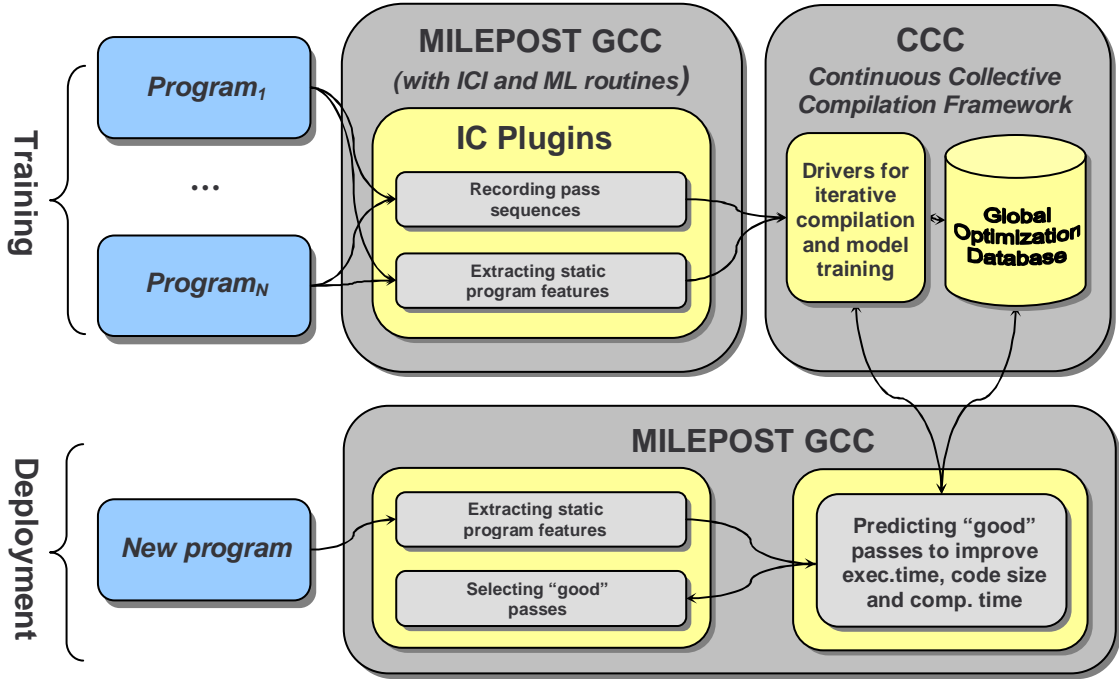 Training
Program1
...
ProgramN
MILEPOST GCC
(with ICI and ML routines)
IC Plugins
Recording pass
sequences
Extracting static
program features
CCC
Continuous Collective
Compilation Framework
Drivers for
iterative
compilation
and model
training
Global
Optimization
Database
Deployment
New program
MILEPOST GCC
Extracting static
program features
Selecting “good”
passes
Predicting “good”
passes to improve
exec.time, code size
and comp. time